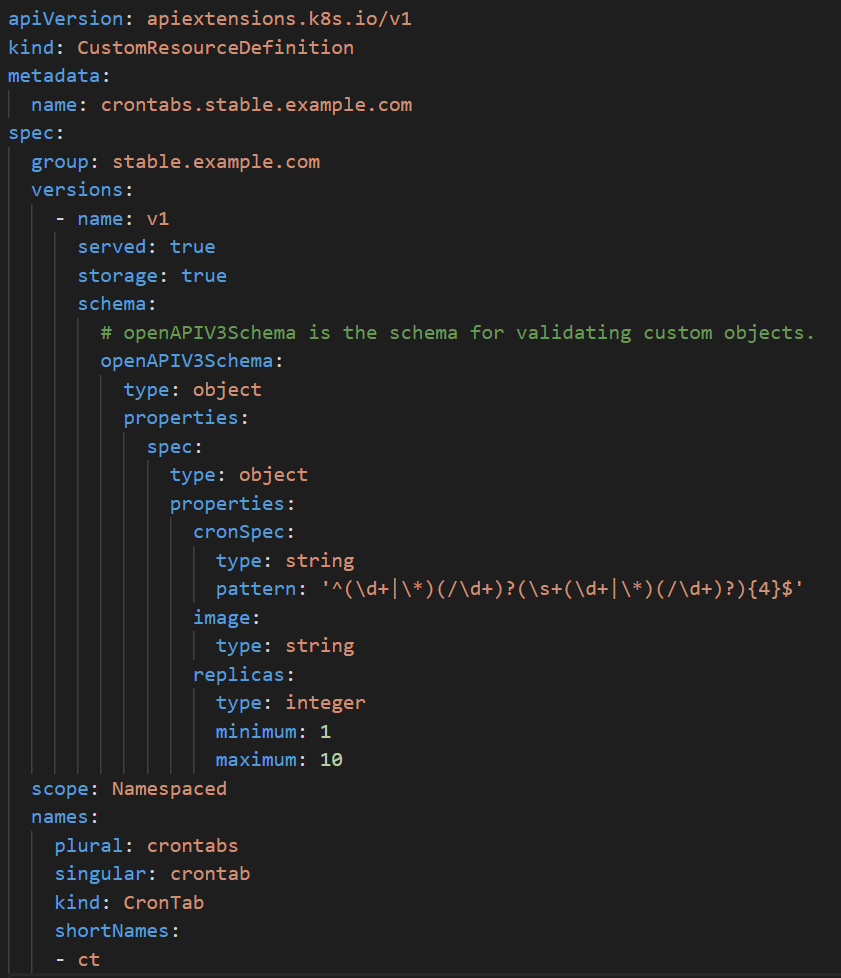 apiVersion: apiextensions.k8s.io/v1
kind: CustomResourceDefinition
metadata:
  name: crontabs.stable.example.com
spec:
  group: stable.example.com
  versions:
    - name: v1
      served: true
      storage: true
      schema:
        # openAPIV3Schema is the schema for validating custom objects.
        openAPIV3Schema:
          type: object
          properties:
            spec:
              type: object
              properties:
                cronSpec:
                  type: string
                  pattern: '^(\d+|\*)(/\d+)?(\s+(\d+|\*)(/\d+)?){4}$'
                image:
                  type: string
                replicas:
                  type: integer
                  minimum: 1
                  maximum: 10
  scope: Namespaced
  names:
    plural: crontabs
    singular: crontab
    kind: CronTab
    shortNames:
    - ct